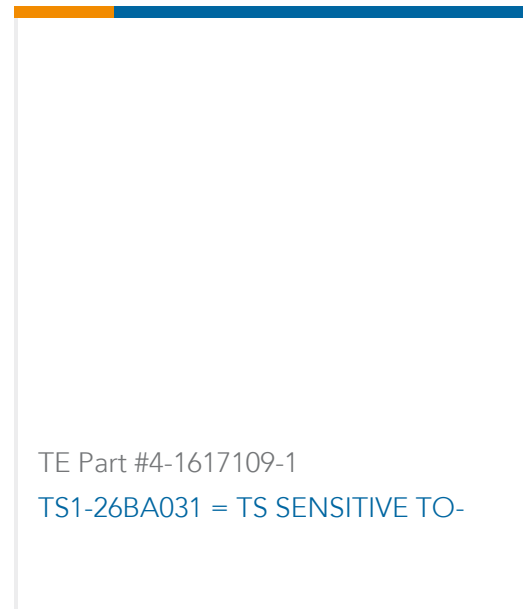 TE Part #4-1617109-1
TS1-26BA031 = TS SENSITIVE TO-